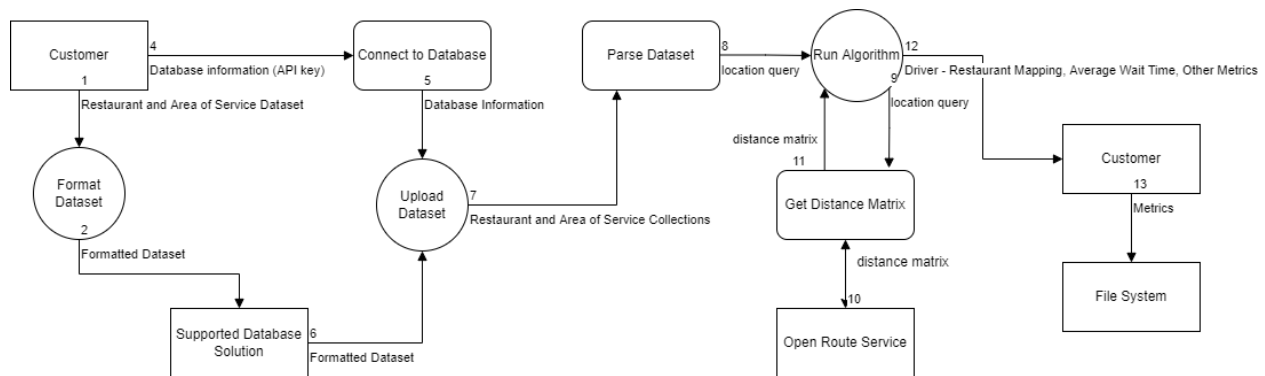 Customer
1
4
Database information (API key)
Connect to Database
5
Restaurant and Area of Service Dataset
Database Information
Format
Dataset
2
Formatted Dataset
Upload
Dataset
7
Restaurant and Area of Service Collections
Supported Database
Solution
6
Formatted Dataset
Parse Dataset
8
location query
Run Algorithm
12
Driver - Restaurant Mapping, Average Wait Time, Other Metrics
9
location query
distance matrix
11
Get Distance Matrix
distance matrix
10
Open Route Service
Customer
13
Metrics
File System